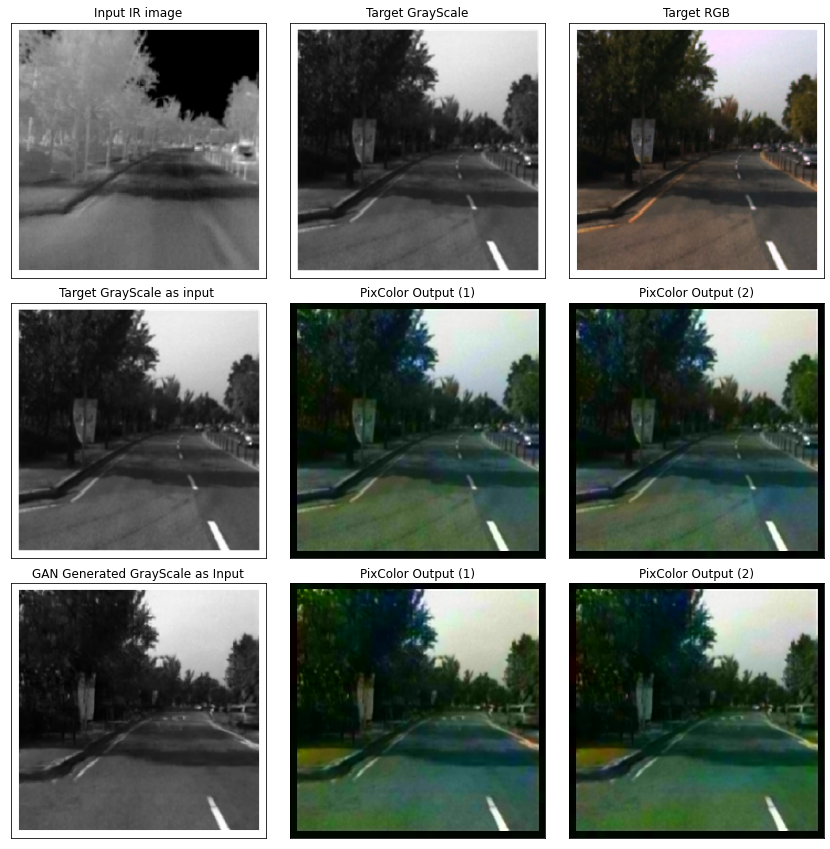 Input IR image
Target GrayScale
Target RGB
Target GrayScale as input
PixColor Output (1)
PixColor Output (2)
GAN Generated GrayScale as Input
PixColor Output (1)
PixColor Output (2)